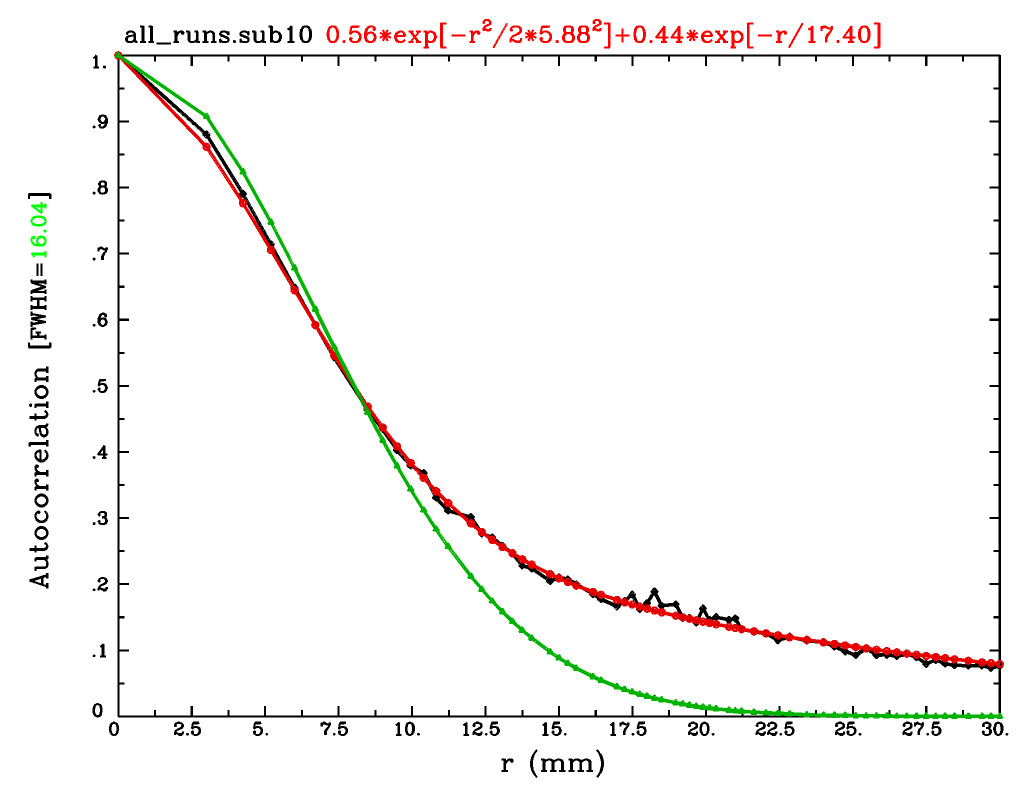 all_runs.sub10 0.56*exp[-r²/2*5.88²]+0.44*exp[-r/17.40]
1.
.9
.8
.7
.6
.5
.4
.3
.2
.1
0
Autocorrelation [FWHM=16.04]
0 2.5 5. 7.5 10. 12.5 15. 17.5 20. 22.5 25. 27.5 30.
r (mm)